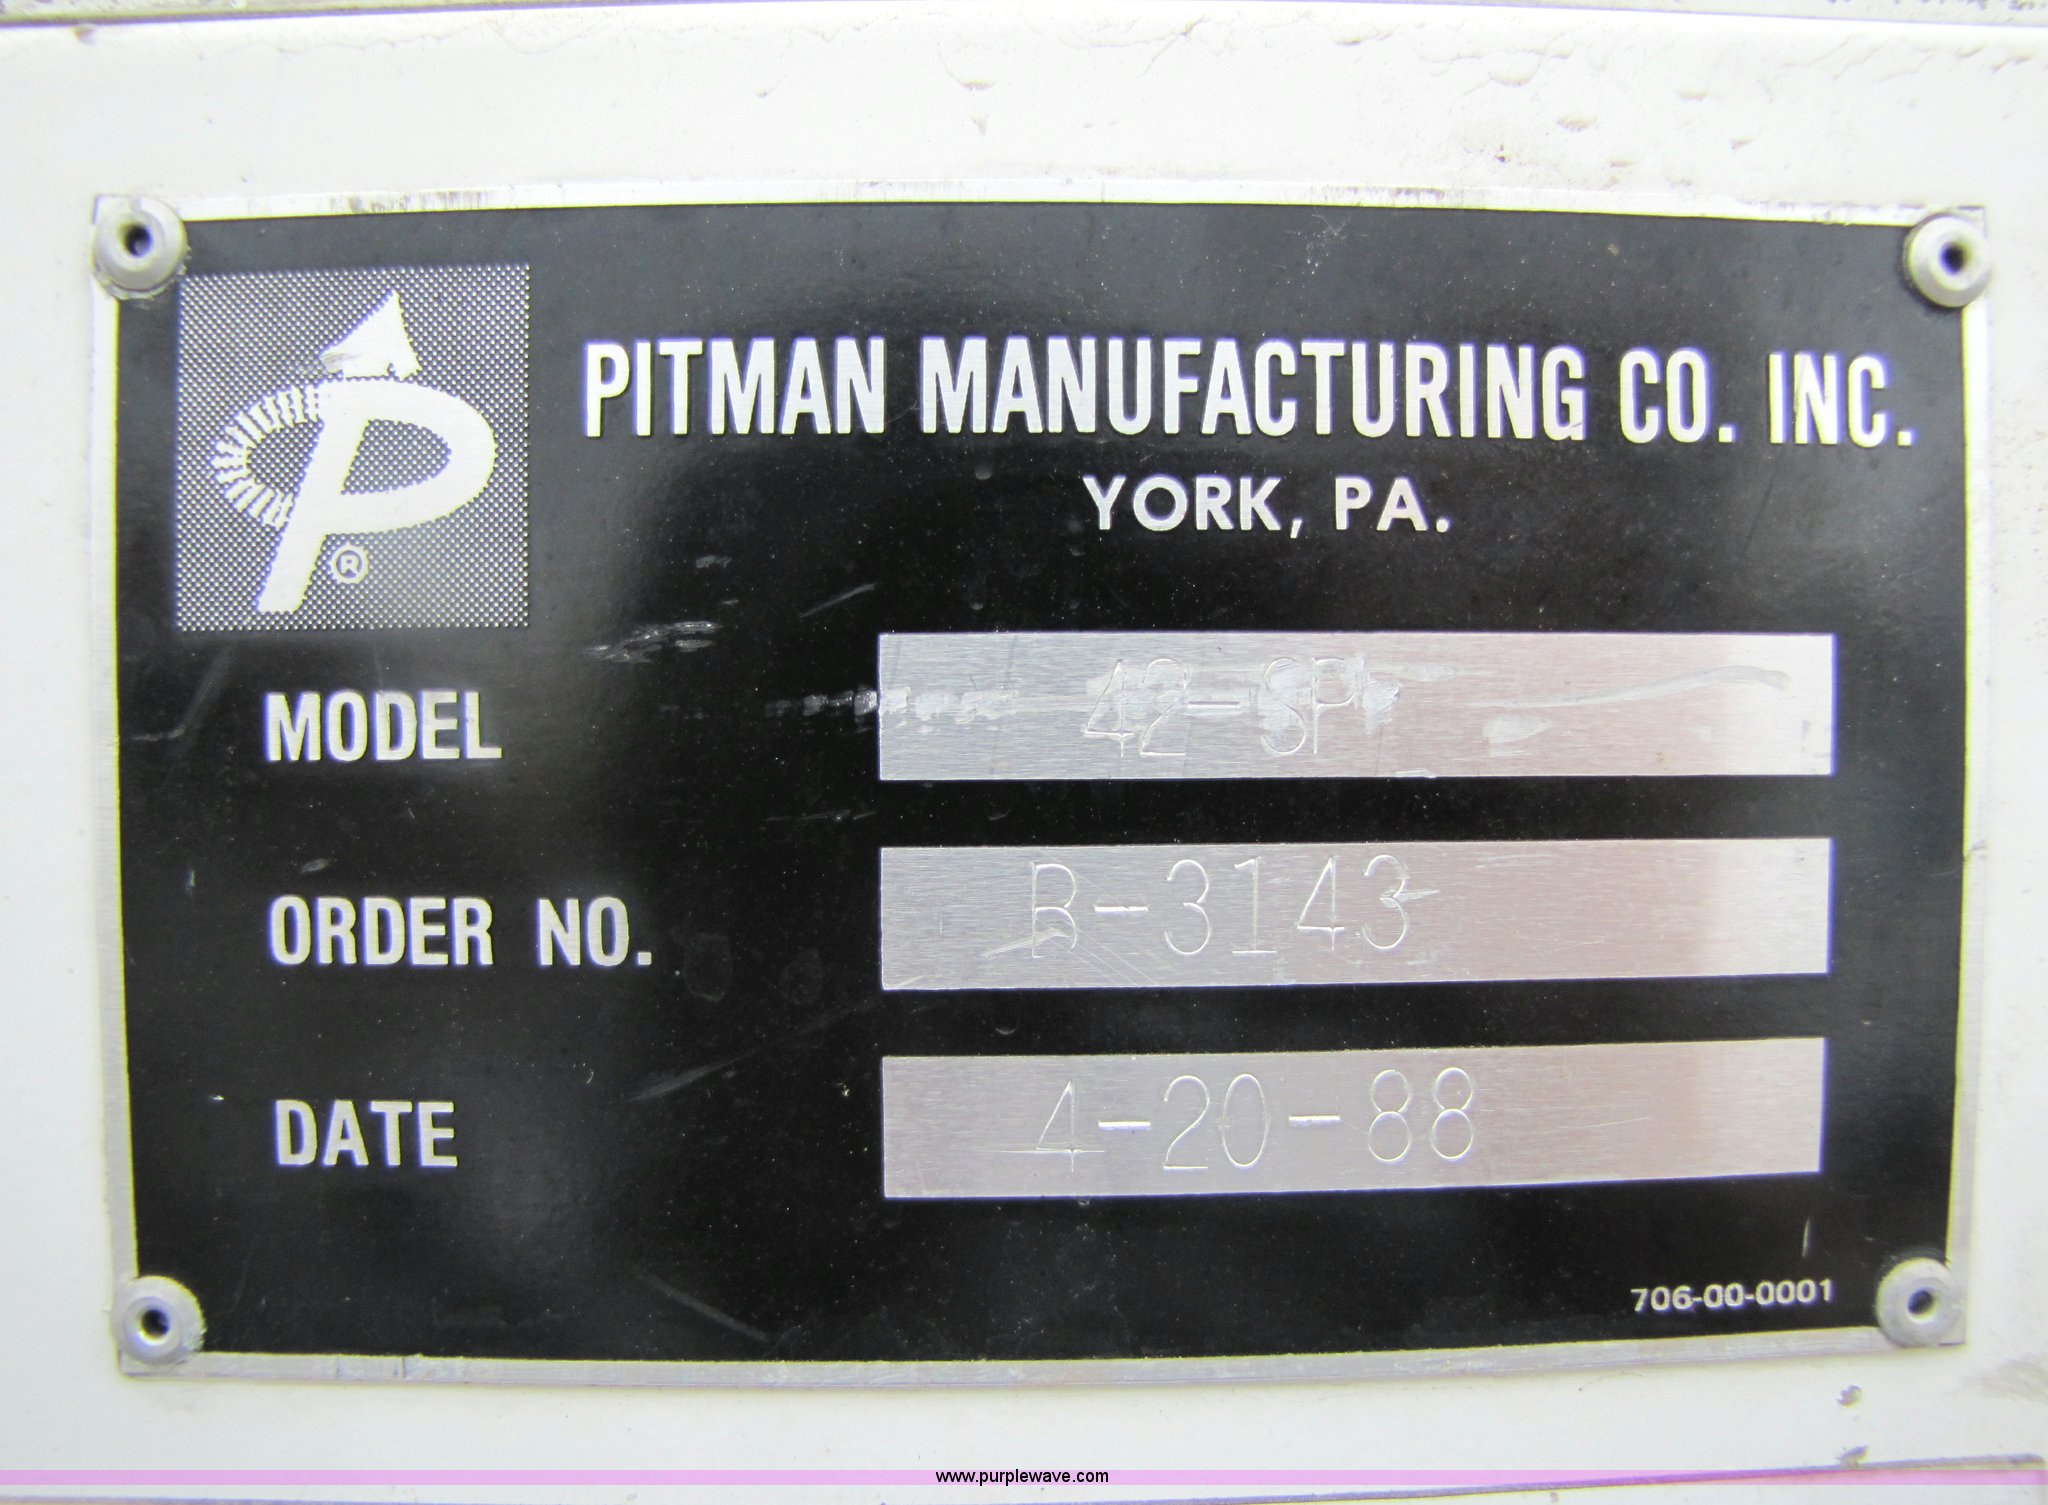 PITMAN MANUFACTURING CO. INC.
YORK, PA.
P
®
MODEL 42-SP
ORDER NO. B-3143
DATE 4-20-88
706-00-0001
www.purplewave.com